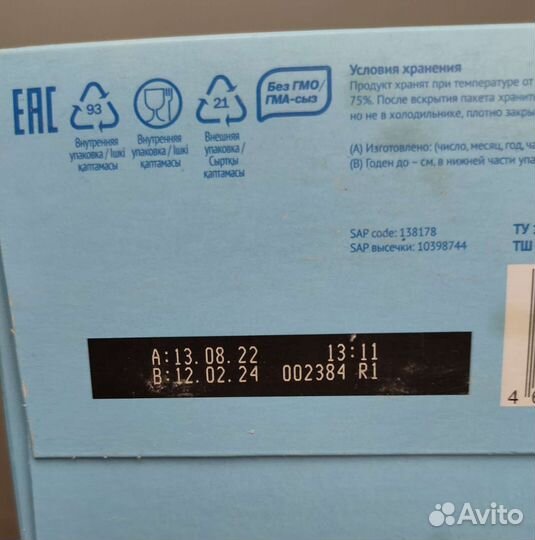 EAC
93
21
Без ГМО/
ГМА-сыз
Внутренняя
упаковка / Ішкі
қаптамасы
Внутренняя
упаковка / Ішкі
қаптамасы
Внешняя
упаковка /
Сыртқы
қаптамасы
Условия хранения
Продукт хранят при температуре от
75%. После вскрытия пакета хранит
но не в холодильнике, плотно закры
(А) Изготовлено: (число, месяц, год, ча
(В) Годен до – см. в нижней части упа
SAP code: 138178
SAP высечки: 10398744
ТУ
ТШ
A:13.08.22 13:11
B:12.02.24 002384 R1
4
Avito